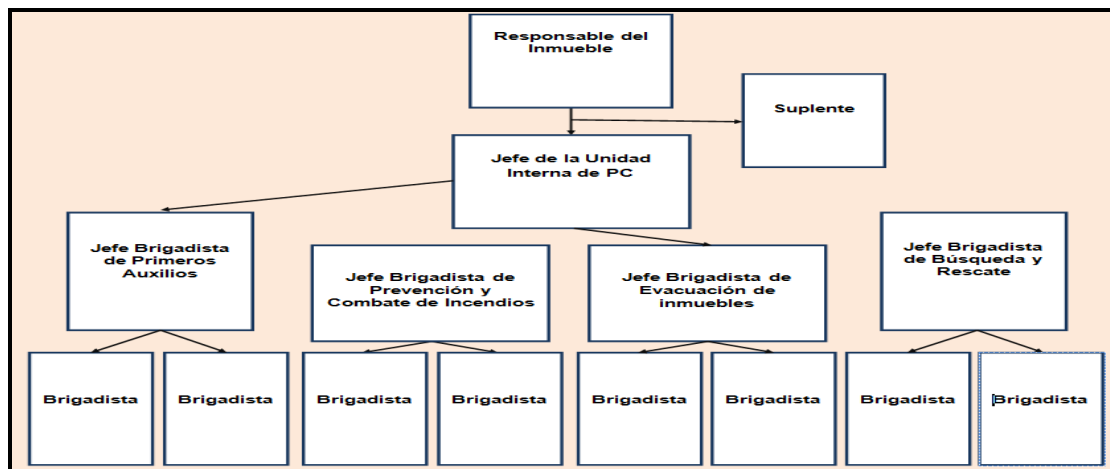 Responsable del
Inmueble
Suplente
Jefe de la Unidad
Interna de PC
Jefe Brigadista
de Primeros
Auxilios
Jefe Brigadista de
Prevención y
Combate de Incendios
Jefe Brigadista de
Evacuación de
inmuebles
Jefe Brigadista
de Búsqueda y
Rescate
Brigadista
Brigadista
Brigadista
Brigadista
Brigadista
Brigadista
Brigadista
Brigadista